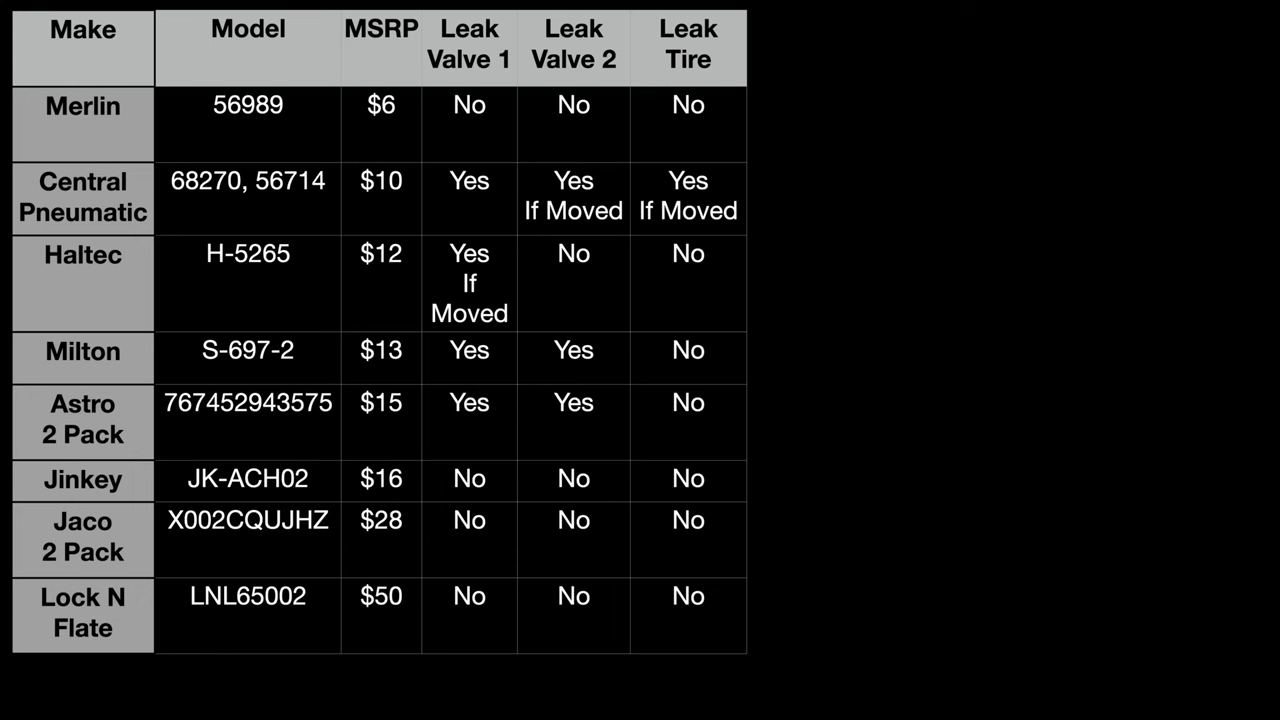 Make Model MSRP Leak Valve 1 Leak Valve 2 Leak Tire
Merlin 56989 $6 No No No
Central Pneumatic 68270, 56714 $10 Yes Yes If Moved Yes If Moved
Haltec H-5265 $12 Yes If Moved No No
Milton S-697-2 $13 Yes Yes No
Astro 2 Pack 767452943575 $15 Yes Yes No
Jinkey JK-ACH02 $16 No No No
Jaco 2 Pack X002CQUJHZ $28 No No No
Lock N Flate LNL65002 $50 No No No